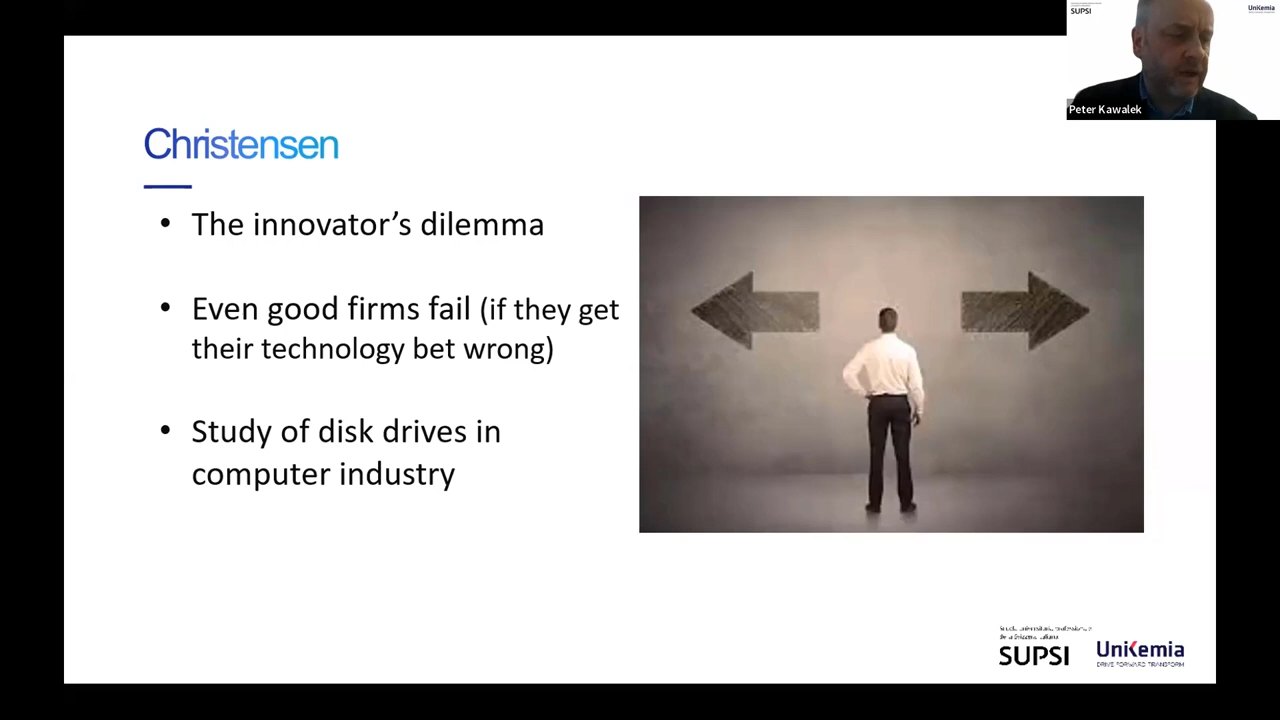 SUPSI
UniKemia
Peter Kawalek
Christensen
• The innovator’s dilemma
• Even good firms fail (if they get
their technology bet wrong)
• Study of disk drives in
computer industry
SUPSI
UniKemia
DRIVE FORWARD TRANSFORM